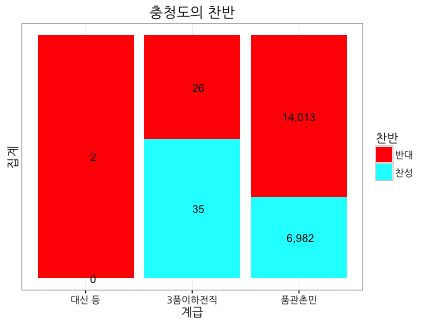 충청도의 찬반
집계
26
14,013
2
35
6,982
0
대신 등
3품이하전직
품관촌민
계급
찬반
반대
찬성